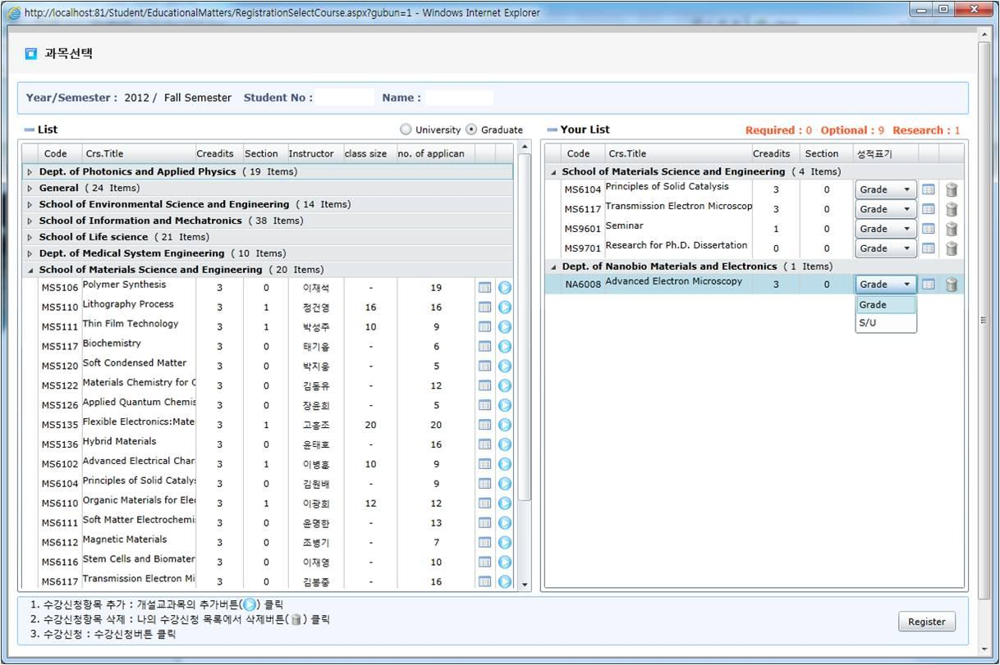 http://localhost:81/Student/EducationalMatters/RegistrationSelectCourse.aspx?gubun=1 - Windows Internet Explorer
과목선택
Year/Semester : 2012 / Fall Semester Student No : Name :
List University Graduate
Code Crs.Title Creadits Section Instructor class size no. of applican
Dept. of Photonics and Applied Physics ( 19 Items)
General ( 24 Items)
School of Environmental Science and Engineering ( 14 Items)
School of Information and Mechatronics ( 38 Items)
School of Life science ( 21 Items)
Dept. of Medical System Engineering ( 10 Items)
School of Materials Science and Engineering ( 20 Items)
MS5106 Polymer Synthesis 3 0 이재석 - 19
MS5110 Lithography Process 3 1 정건영 16 16
MS5111 Thin Film Technology 3 1 박성주 10 9
MS5117 Biochemistry 3 0 태기융 - 6
MS5120 Soft Condensed Matter 3 0 박지웅 - 5
MS5122 Materials Chemistry for C 3 0 김동유 - 12
MS5126 Applied Quantum Chemis 3 0 장윤희 - 5
MS5135 Flexible Electronics:Mate 3 1 고흥조 20 20
MS5136 Hybrid Materials 3 0 윤태호 - 16
MS6102 Advanced Electrical Char 3 1 이병훈 10 9
MS6104 Principles of Solid Catalys 3 0 김원배 - 9
MS6110 Organic Materials for Elec 3 1 이광희 12 12
MS6111 Soft Matter Electrochemi 3 0 윤명한 - 13
MS6112 Magnetic Materials 3 0 조병기 - 7
MS6116 Stem Cells and Biomater 3 0 이재영 - 10
MS6117 Transmission Electron Mi 3 0 김봉중 - 16
Your List Required : 0 Optional : 9 Research : 1
Code Crs.Title Creadits Section 성적표기
School of Materials Science and Engineering ( 4 Items)
MS6104 Principles of Solid Catalysis 3 0 Grade
MS6117 Transmission Electron Microscop 3 0 Grade
MS9601 Seminar 1 0 Grade
MS9701 Research for Ph.D. Dissertation 0 0 Grade
Dept. of Nanobio Materials and Electronics ( 1 Items)
NA6008 Advanced Electron Microscopy 3 0 Grade
Grade
S/U
1. 수강신청항목 추가 : 개설교과목의 추가버튼( ) 클릭
2. 수강신청항목 삭제 : 나의 수강신청 목록에서 삭제버튼( ) 클릭
3. 수강신청 : 수강신청버튼 클릭
Register